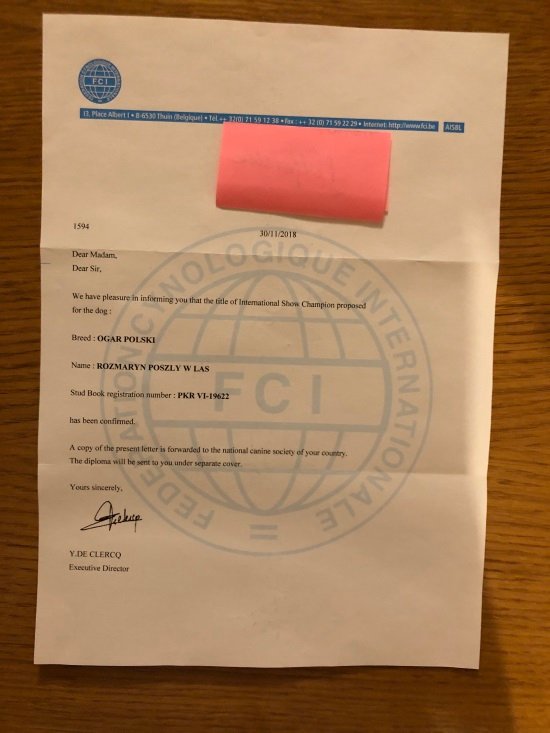 FCI
13, Place Albert I • B-6530 Thuin (Belgique) • Tel.++ 32(0) 71 59 12 38 • fax : ++ 32 (0) 71 59 22 29 • Internet: http://www.fci.be AISBL
1594
30/11/2018
Dear Madam,
Dear Sir,
We have pleasure in informing you that the title of International Show Champion proposed
for the dog :
Breed : OGAR POLSKI
Name : ROZMARYN POSZLY W LAS
Stud Book registration number : PKR VI-19622
has been confirmed.
A copy of the present letter is forwarded to the national canine society of your country.
The diploma will be sent to you under separate cover.
Yours sincerely,
Y.DE CLERCQ
Executive Director
FEDERATION CYNOLOGIQUE INTERNATIONALE
FCI